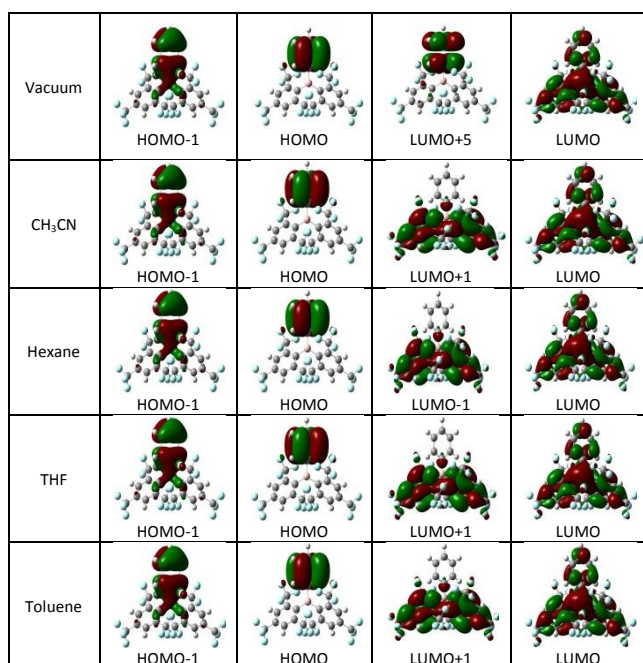 Vacuum
HOMO-1 HOMO LUMO+5 LUMO
CH₃CN
HOMO-1 HOMO LUMO+1 LUMO
Hexane
HOMO-1 HOMO LUMO-1 LUMO
THF
HOMO-1 HOMO LUMO+1 LUMO
Toluene
HOMO-1 HOMO LUMO+1 LUMO